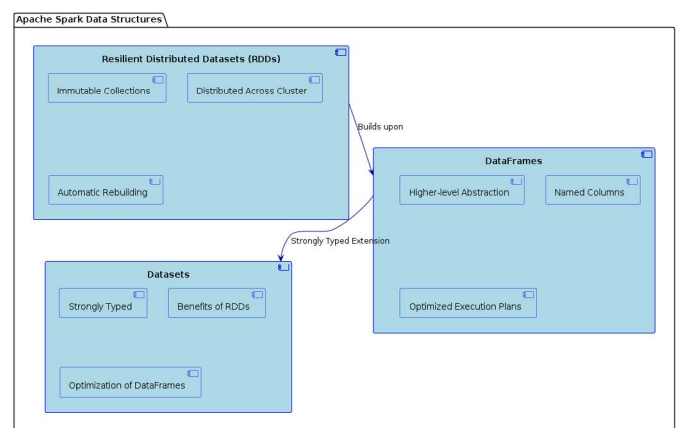 Apache Spark Data Structures
Resilient Distributed Datasets (RDDs)
Immutable Collections
Distributed Across Cluster
Automatic Rebuilding
Builds upon
DataFrames
Higher-level Abstraction
Named Columns
Optimized Execution Plans
Strongly Typed Extension
Datasets
Strongly Typed
Benefits of RDDs
Optimization of DataFrames